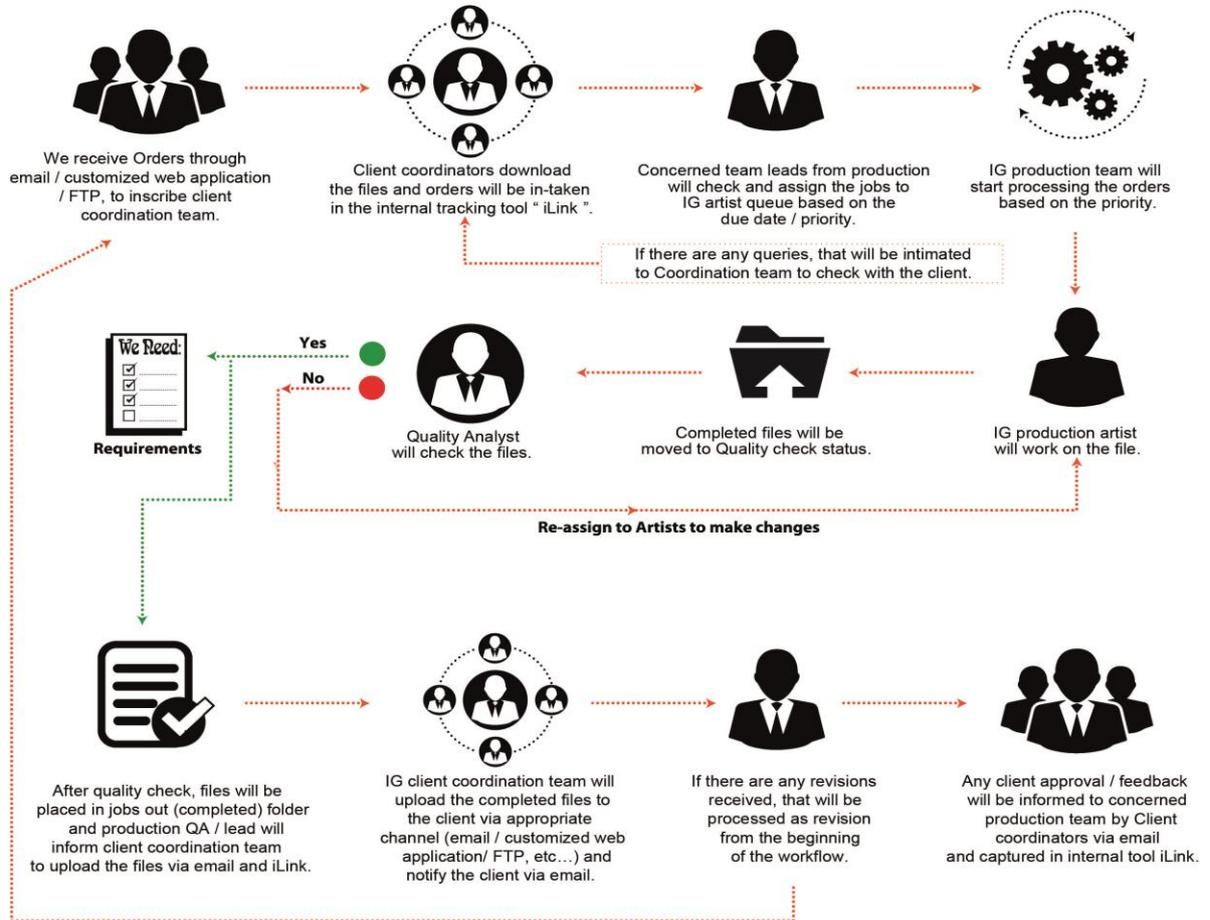 We receive Orders through
email / customized web application
/ FTP, to inscribe client
coordination team.
Client coordinators download
the files and orders will be in-taken
in the internal tracking tool “ iLink ”.
Concerned team leads from production
will check and assign the jobs to
IG artist queue based on the
due date / priority.
IG production team will
start processing the orders
based on the priority.
If there are any queries, that will be intimated
to Coordination team to check with the client.
We Need:
Requirements
Yes
No
Quality Analyst
will check the files.
Completed files will be
moved to Quality check status.
IG production artist
will work on the file.
Re-assign to Artists to make changes
After quality check, files will be
placed in jobs out (completed) folder
and production QA / lead will
inform client coordination team
to upload the files via email and iLink.
IG client coordination team will
upload the completed files to
the client via appropriate
channel (email / customized web
application/ FTP, etc...) and
notify the client via email.
If there are any revisions
received, that will be
processed as revision
from the beginning
of the workflow.
Any client approval / feedback
will be informed to concerned
production team by Client
coordinators via email
and captured in internal tool iLink.